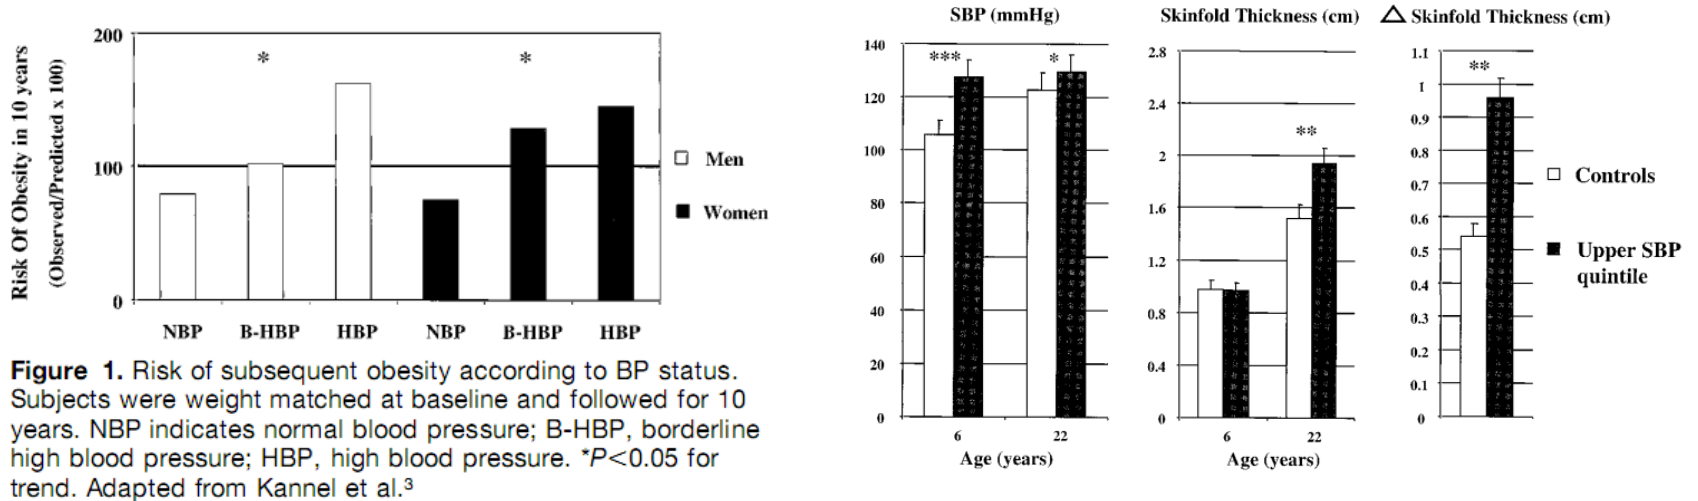 Risk Of Obesity in 10 years
(Observed/Predicted x 100)
200
100
0
*
*
NBP
B-HBP
HBP
NBP
B-HBP
HBP
Men
Women
Figure 1. Risk of subsequent obesity according to BP status.
Subjects were weight matched at baseline and followed for 10
years. NBP indicates normal blood pressure; B-HBP, borderline
high blood pressure; HBP, high blood pressure. *P<0.05 for
trend. Adapted from Kannel et al.³
SBP (mmHg)
140
120
100
80
60
40
20
0
***
*
6
22
Age (years)
Skinfold Thickness (cm)
2.8
2.4
2
1.6
1.2
0.8
0.4
0
**
6
22
Age (years)
△ Skinfold Thickness (cm)
1.1
1
0.9
0.8
0.7
0.6
0.5
0.4
0.3
0.2
0.1
0
**
Controls
Upper SBP
quintile